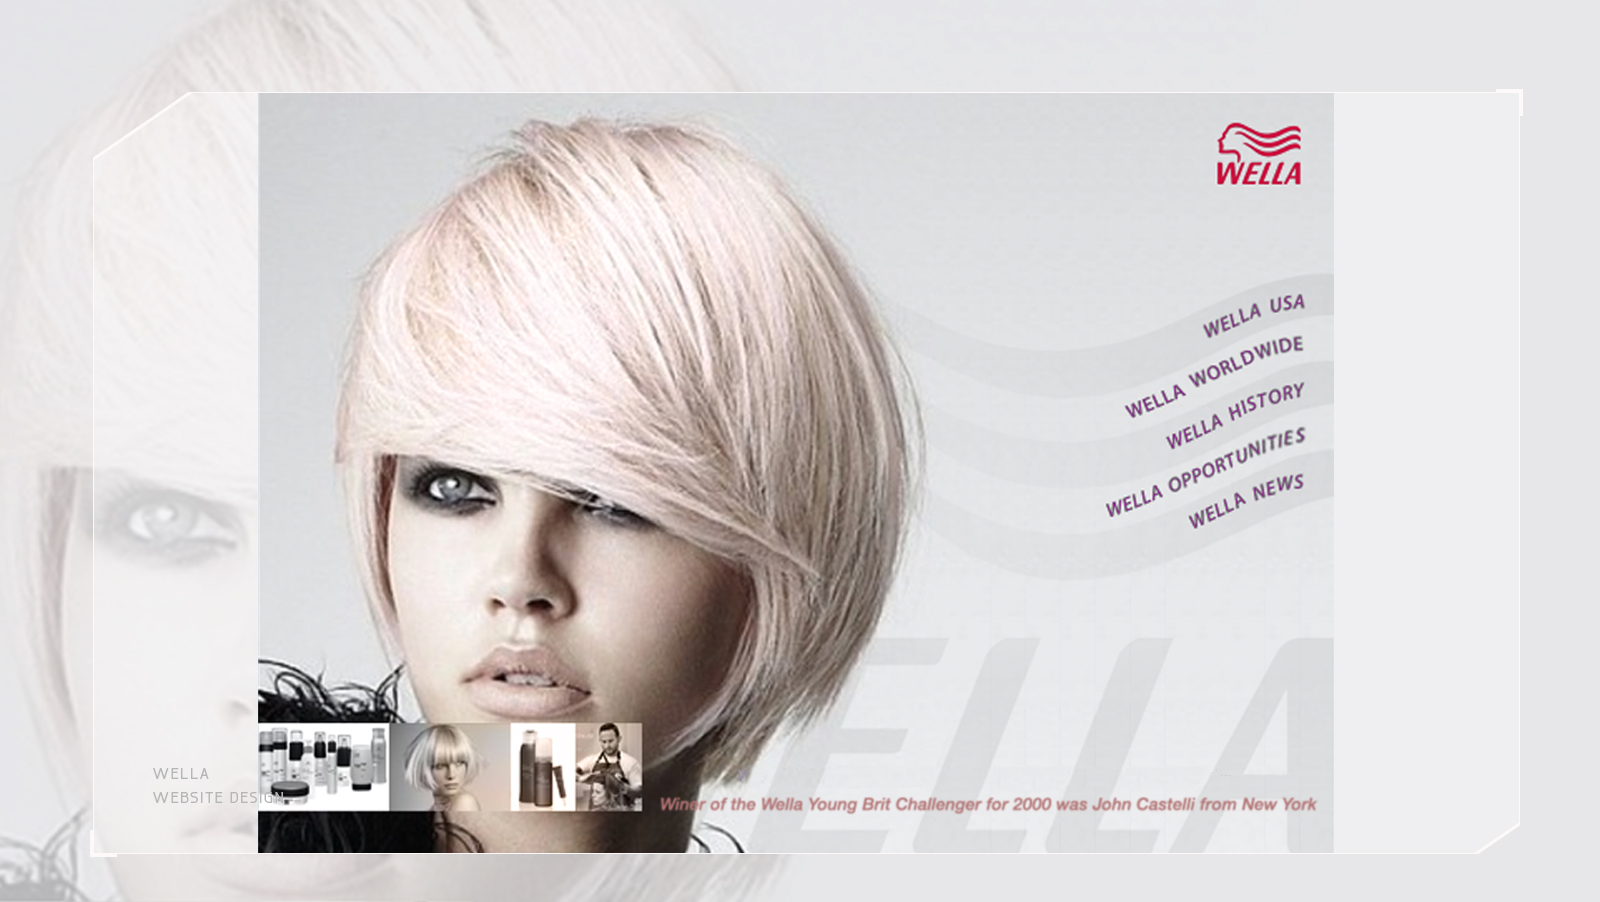 WELLA
WELLA USA
WELLA WORLDWIDE
WELLA HISTORY
WELLA OPPORTUNITIES
WELLA NEWS
ELLA
WELLA
WEBSITE DESIGN
Winer of the Wella Young Brit Challenger for 2000 was John Castelli from New York